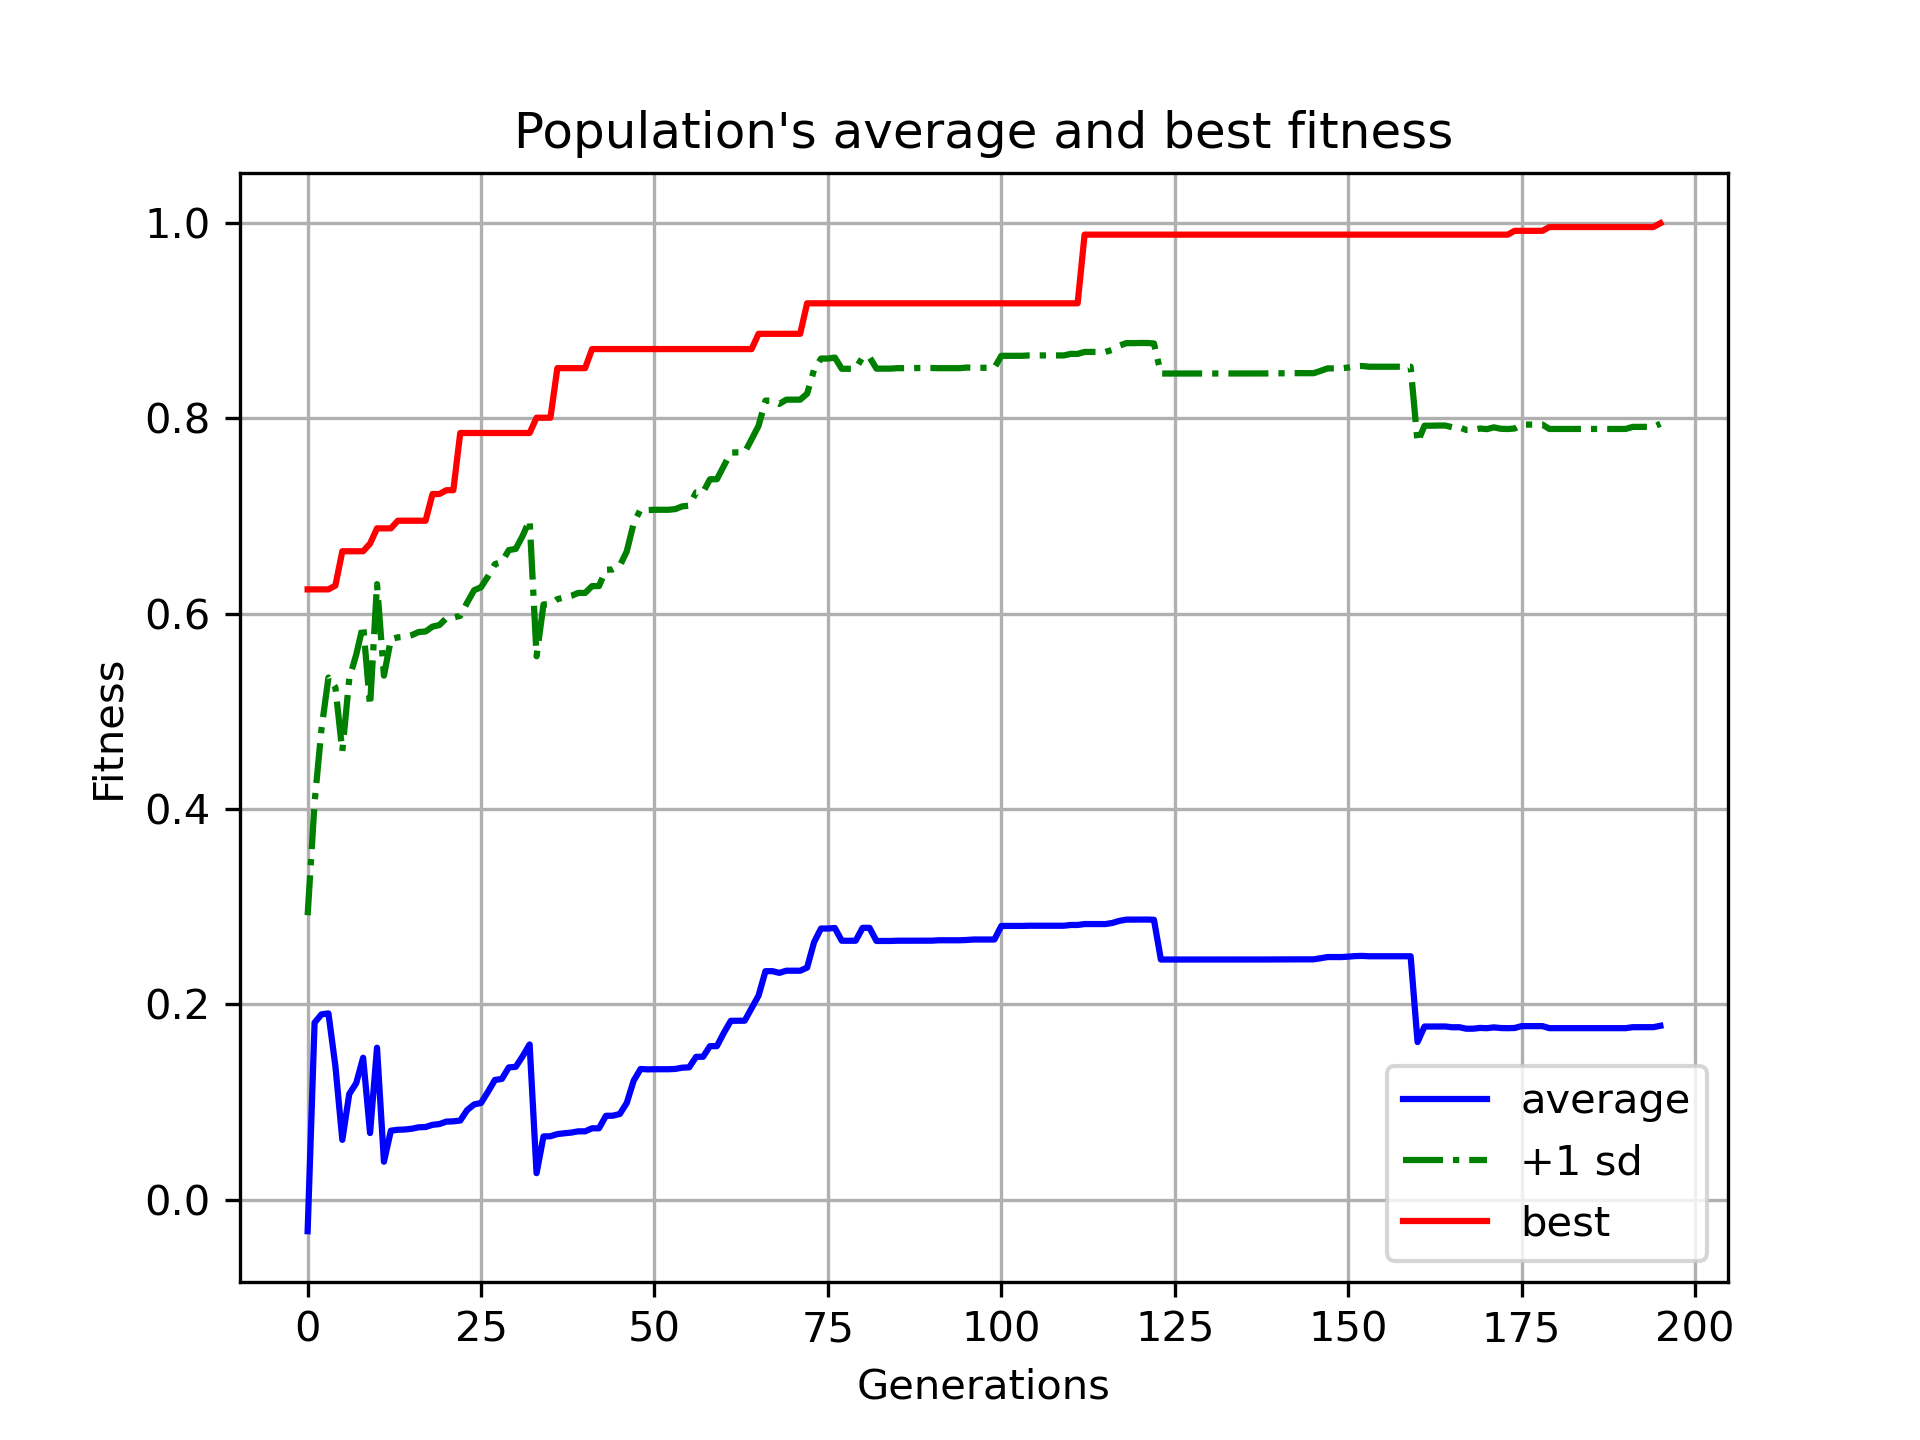 Population's average and best fitness
1.0
0.8
0.6
0.4
0.2
0.0
Fitness
average
+1 sd
best
0 25 50 75 100 125 150 175 200
Generations